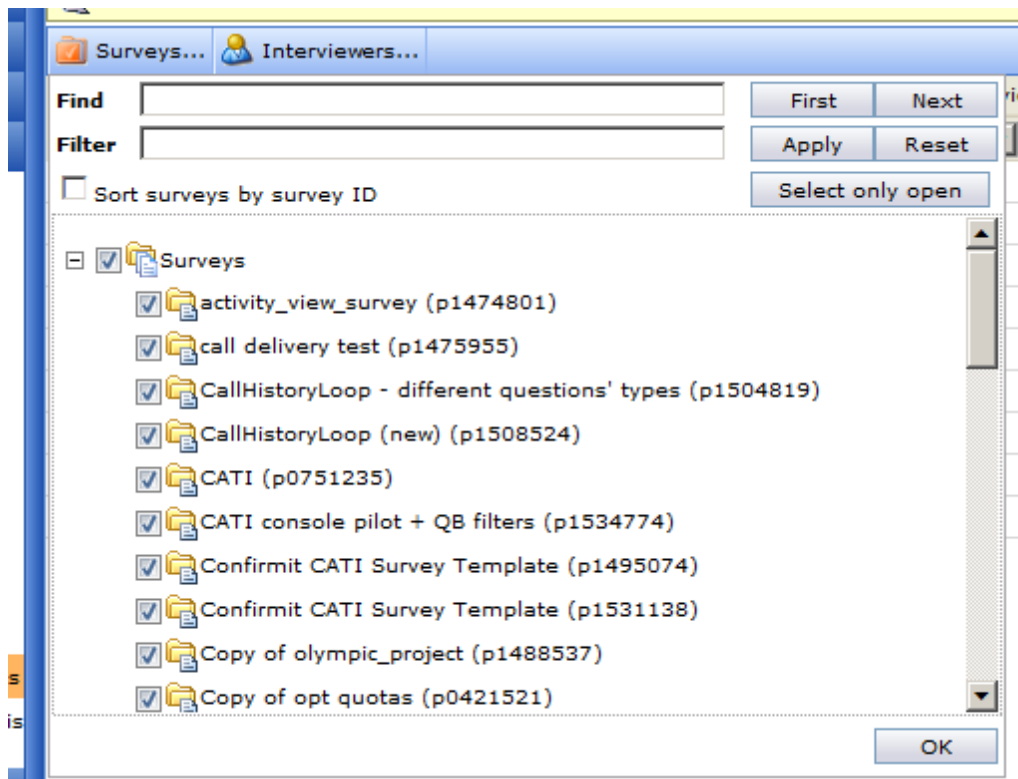 Surveys... Interviewers...
Find First Next
Filter Apply Reset
Sort surveys by survey ID Select only open
Surveys
activity_view_survey (p1474801)
call delivery test (p1475955)
CallHistoryLoop - different questions' types (p1504819)
CallHistoryLoop (new) (p1508524)
CATI (p0751235)
CATI console pilot + QB filters (p1534774)
Confirmit CATI Survey Template (p1495074)
Confirmit CATI Survey Template (p1531138)
Copy of olympic_project (p1488537)
Copy of opt quotas (p0421521)
OK